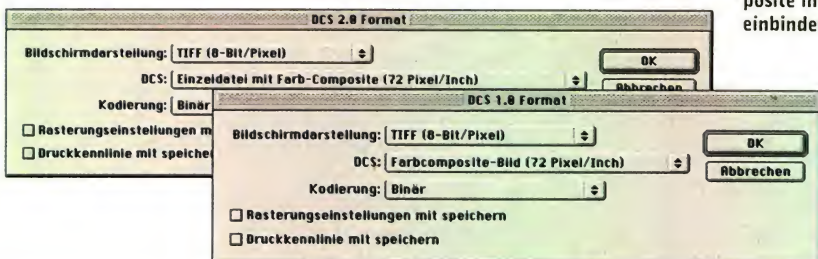 posite in
einbinde
DCS 2.0 Format
Bildschirmdarstellung: TIFF (8-Bit/Pixel)
DCS: Einzeldatei mit Farb-Composite (72 Pixel/Inch)
Kodierung: Binär
Rasterungseinstellungen m
Druckkennlinie mit speiche
OK
Abbrechen
DCS 1.0 Format
Bildschirmdarstellung: TIFF (8-Bit/Pixel)
DCS: Farbcomposite-Bild (72 Pixel/Inch)
Kodierung: Binär
Rasterungseinstellungen mit speichern
Druckkennlinie mit speichern
OK
Abbrechen